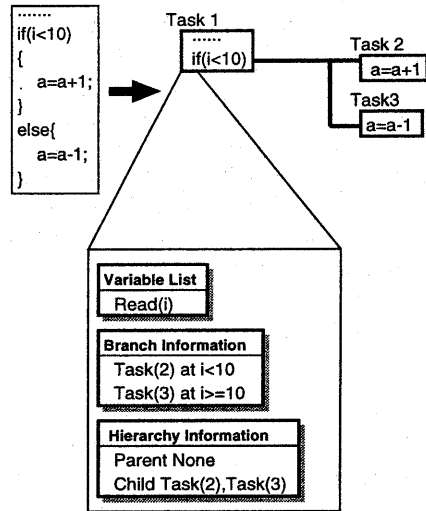 .......
if(i<10)
{
a=a+1;
}
else{
a=a-1;
}
Task 1
......
if(i<10)
Task 2
a=a+1
Task3
a=a-1
Variable List
Read(i)
Branch Information
Task(2) at i<10
Task(3) at i>=10
Hierarchy Information
Parent None
Child Task(2),Task(3)